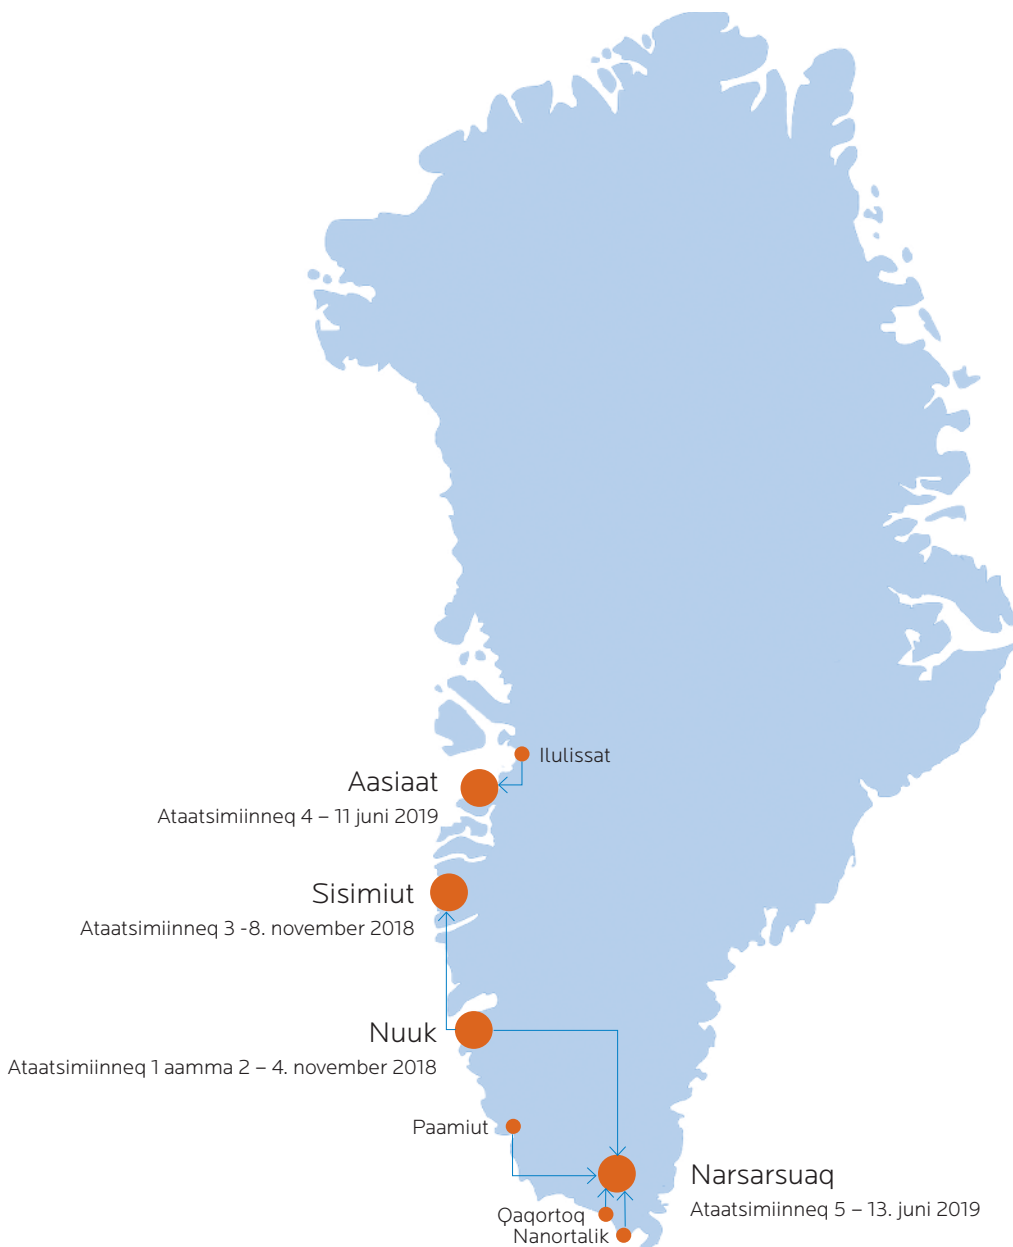 Ilulissat
Aasiaat
Ataatsimiinneq 4 – 11 juni 2019
Sisimiut
Ataatsimiinneq 3 -8. november 2018
Nuuk
Ataatsimiinneq 1 aamma 2 – 4. november 2018
Paamiut
Narsarsuaq
Ataatsimiinneq 5 – 13. juni 2019
Qaqortoq
Nanortalik